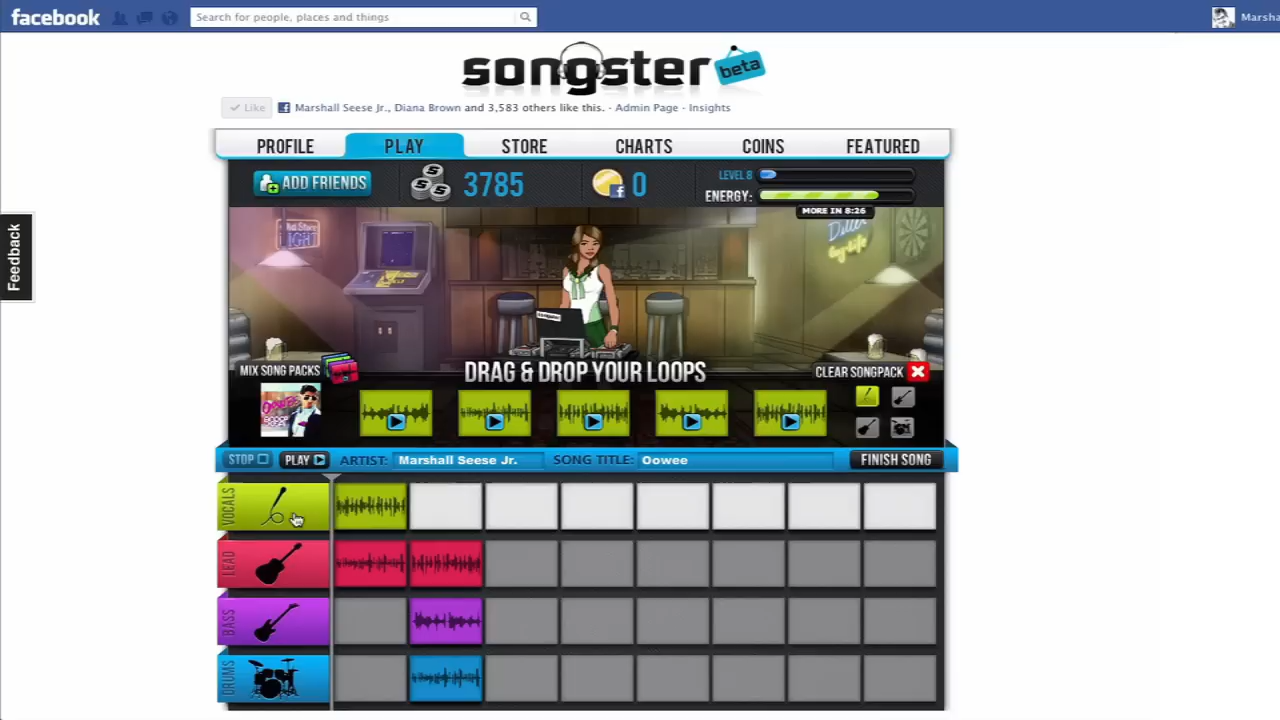 facebook
Search for people, places and things
Marsha
songster beta
Like
Marshall Seese Jr., Diana Brown and 3,583 others like this. · Admin Page · Insights
PROFILE PLAY STORE CHARTS COINS FEATURED
ADD FRIENDS
3785
0
LEVEL 8
ENERGY:
MORE IN 8:26
Feedback
LIGHT
songster
MIX SONG PACKS
DRAG & DROP YOUR LOOPS
CLEAR SONGPACK
STOP PLAY ARTIST: Marshall Seese Jr. SONG TITLE: Oowee FINISH SONG
VOCALS
LEAD
BASS
DRUMS